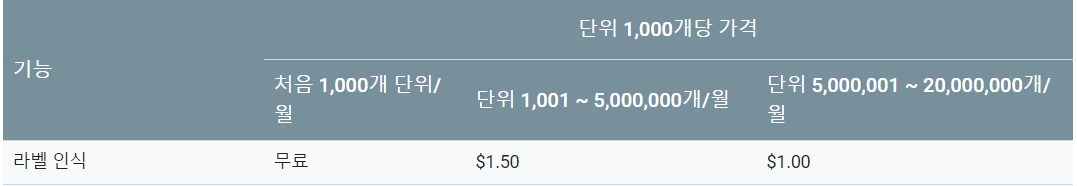 단위 1,000개당 가격
기능
처음 1,000개 단위/
월
단위 1,001 ~ 5,000,000개/월
단위 5,000,001 ~ 20,000,000개/
월
라벨 인식
무료
$1.50
$1.00